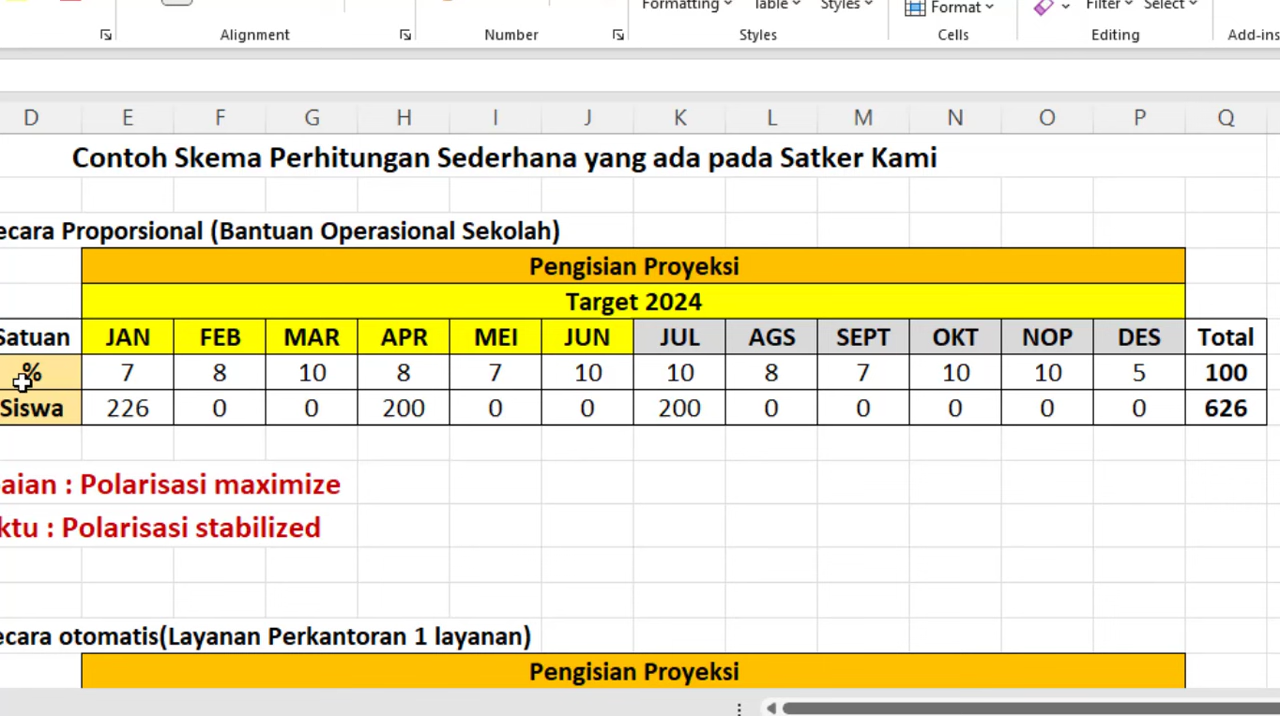 Formatting Table Styles Format Filter Select
Alignment Number Styles Cells Editing Add-ins
D E F G H I J K L M N O P Q
Contoh Skema Perhitungan Sederhana yang ada pada Satker Kami
ecara Proporsional (Bantuan Operasional Sekolah)
Pengisian Proyeksi
Target 2024
Satuan JAN FEB MAR APR MEI JUN JUL AGS SEPT OKT NOP DES Total
% 7 8 10 8 7 10 10 8 7 10 10 5 100
Siswa 226 0 0 200 0 0 200 0 0 0 0 0 626
aian : Polarisasi maximize
ktu : Polarisasi stabilized
ecara otomatis(Layanan Perkantoran 1 layanan)
Pengisian Proyeksi